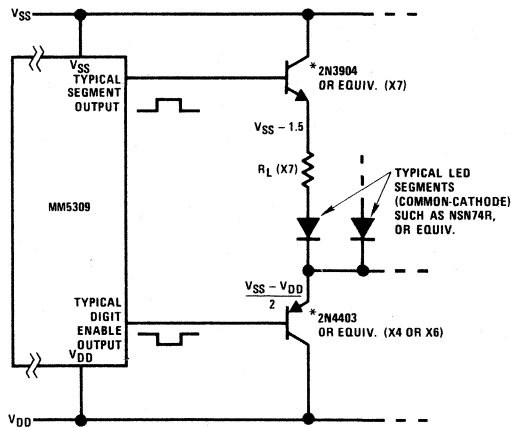 VSS
VSS
TYPICAL
SEGMENT
OUTPUT
* 2N3904
OR EQUIV. (X7)
VSS – 1.5
RL (X7)
TYPICAL LED
SEGMENTS
(COMMON-CATHODE)
SUCH AS NSN74R,
OR EQUIV.
MM5309
VSS – VDD
2
TYPICAL
DIGIT
ENABLE
OUTPUT
VDD
* 2N4403
OR EQUIV. (X4 OR X6)
VDD